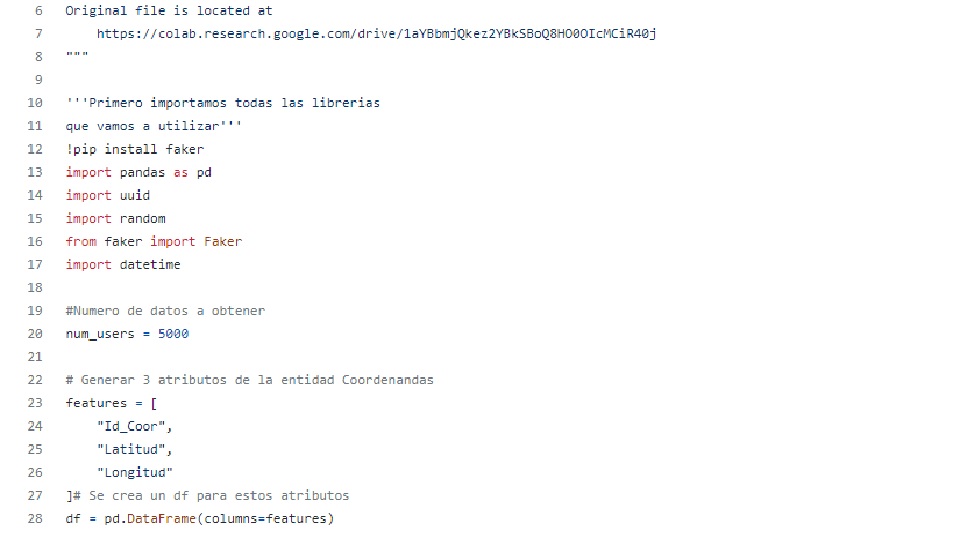 6 Original file is located at
7 https://colab.research.google.com/drive/1aYBbmjQkez2YBkSBoQ8HO0OIcMCiR40j
8 """
9
10 '''Primero importamos todas las librerias
11 que vamos a utilizar'''
12 !pip install faker
13 import pandas as pd
14 import uuid
15 import random
16 from faker import Faker
17 import datetime
18
19 #Numero de datos a obtener
20 num_users = 5000
21
22 # Generar 3 atributos de la entidad Coordenandas
23 features = [
24 "Id_Coor",
25 "Latitud",
26 "Longitud"
27 ]# Se crea un df para estos atributos
28 df = pd.DataFrame(columns=features)